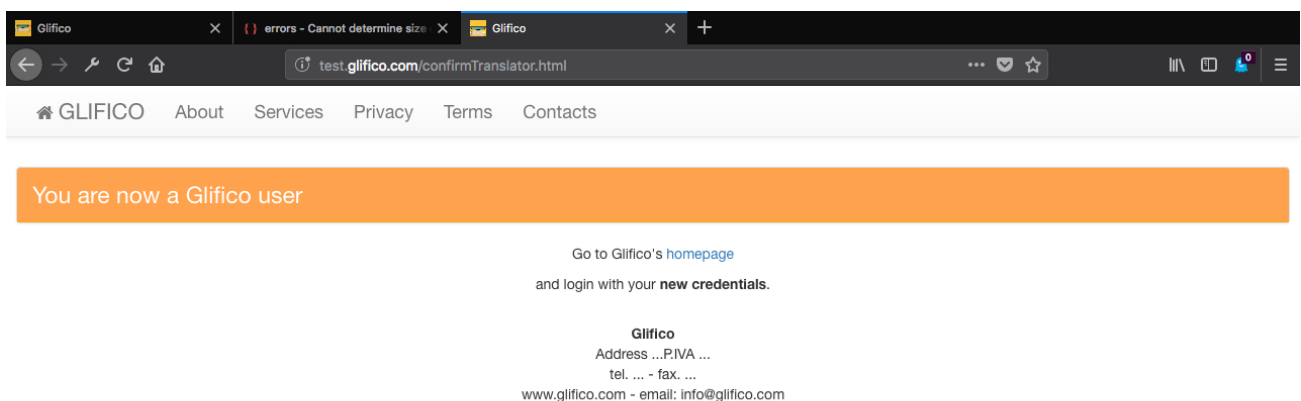 Glifico
{ } errors - Cannot determine size
Glifico
test.glifico.com/confirmTranslator.html
0
GLIFICO About Services Privacy Terms Contacts
You are now a Glifico user
Go to Glifico's homepage
and login with your new credentials.
Glifico
Address ...P.IVA ...
tel. ... - fax. ...
www.glifico.com - email: info@glifico.com